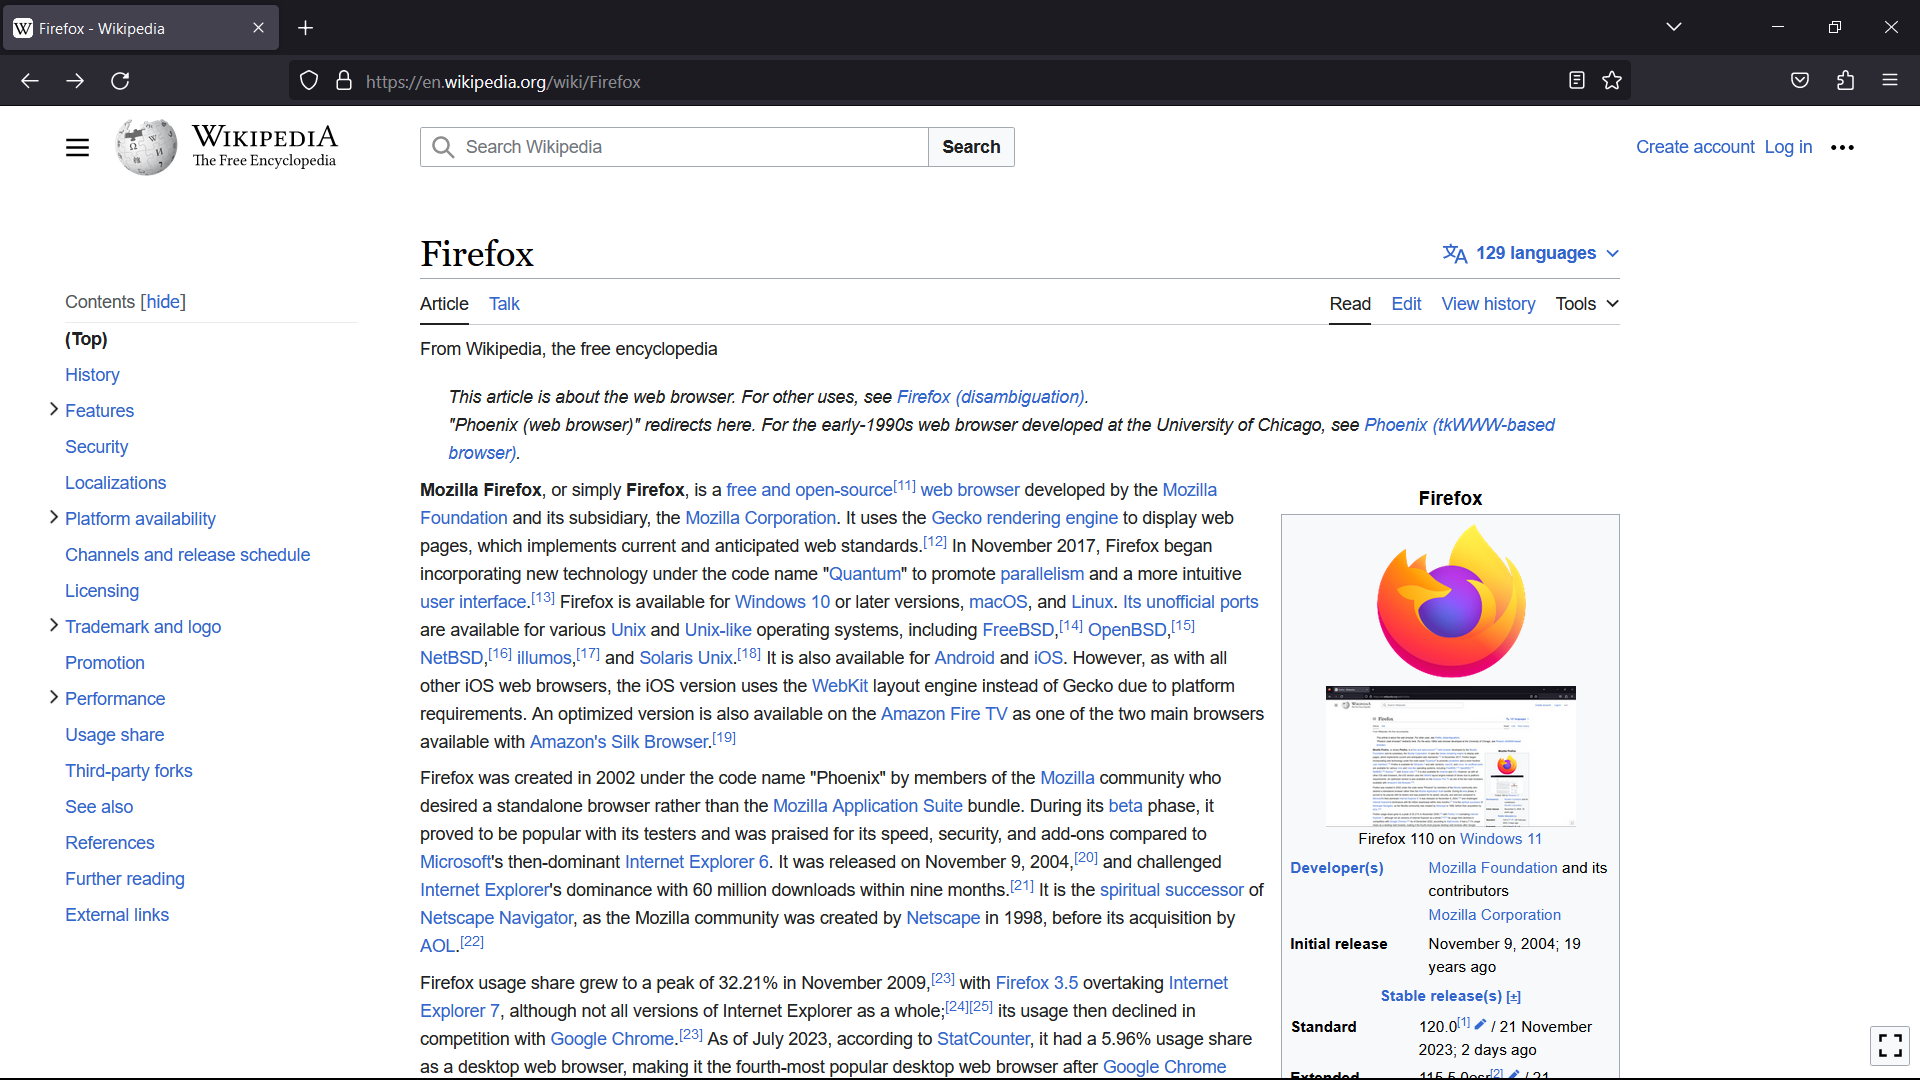 Firefox - Wikipedia
https://en.wikipedia.org/wiki/Firefox
WIKIPEDIA
The Free Encyclopedia
Search Wikipedia
Search
Create account Log in
Firefox
129 languages
Contents [hide]
(Top)
History
Features
Security
Localizations
Platform availability
Channels and release schedule
Licensing
Trademark and logo
Promotion
Performance
Usage share
Third-party forks
See also
References
Further reading
External links
Article Talk
Read Edit View history Tools
From Wikipedia, the free encyclopedia
This article is about the web browser. For other uses, see Firefox (disambiguation).
"Phoenix (web browser)" redirects here. For the early-1990s web browser developed at the University of Chicago, see Phoenix (tkWWW-based
browser).
Mozilla Firefox, or simply Firefox, is a free and open-source[11] web browser developed by the Mozilla
Foundation and its subsidiary, the Mozilla Corporation. It uses the Gecko rendering engine to display web
pages, which implements current and anticipated web standards.[12] In November 2017, Firefox began
incorporating new technology under the code name "Quantum" to promote parallelism and a more intuitive
user interface.[13] Firefox is available for Windows 10 or later versions, macOS, and Linux. Its unofficial ports
are available for various Unix and Unix-like operating systems, including FreeBSD,[14] OpenBSD,[15]
NetBSD,[16] illumos,[17] and Solaris Unix.[18] It is also available for Android and iOS. However, as with all
other iOS web browsers, the iOS version uses the WebKit layout engine instead of Gecko due to platform
requirements. An optimized version is also available on the Amazon Fire TV as one of the two main browsers
available with Amazon's Silk Browser.[19]
Firefox was created in 2002 under the code name "Phoenix" by members of the Mozilla community who
desired a standalone browser rather than the Mozilla Application Suite bundle. During its beta phase, it
proved to be popular with its testers and was praised for its speed, security, and add-ons compared to
Microsoft's then-dominant Internet Explorer 6. It was released on November 9, 2004,[20] and challenged
Internet Explorer's dominance with 60 million downloads within nine months.[21] It is the spiritual successor of
Netscape Navigator, as the Mozilla community was created by Netscape in 1998, before its acquisition by
AOL.[22]
Firefox usage share grew to a peak of 32.21% in November 2009,[23] with Firefox 3.5 overtaking Internet
Explorer 7, although not all versions of Internet Explorer as a whole;[24][25] its usage then declined in
competition with Google Chrome.[23] As of July 2023, according to StatCounter, it had a 5.96% usage share
as a desktop web browser, making it the fourth-most popular desktop web browser after Google Chrome
Firefox
Firefox 110 on Windows 11
Developer(s) Mozilla Foundation and its
contributors
Mozilla Corporation
Initial release November 9, 2004; 19
years ago
Stable release(s) [±]
Standard 120.0[1] / 21 November
2023; 2 days ago
Extended 115.5.0esr[2] / 21